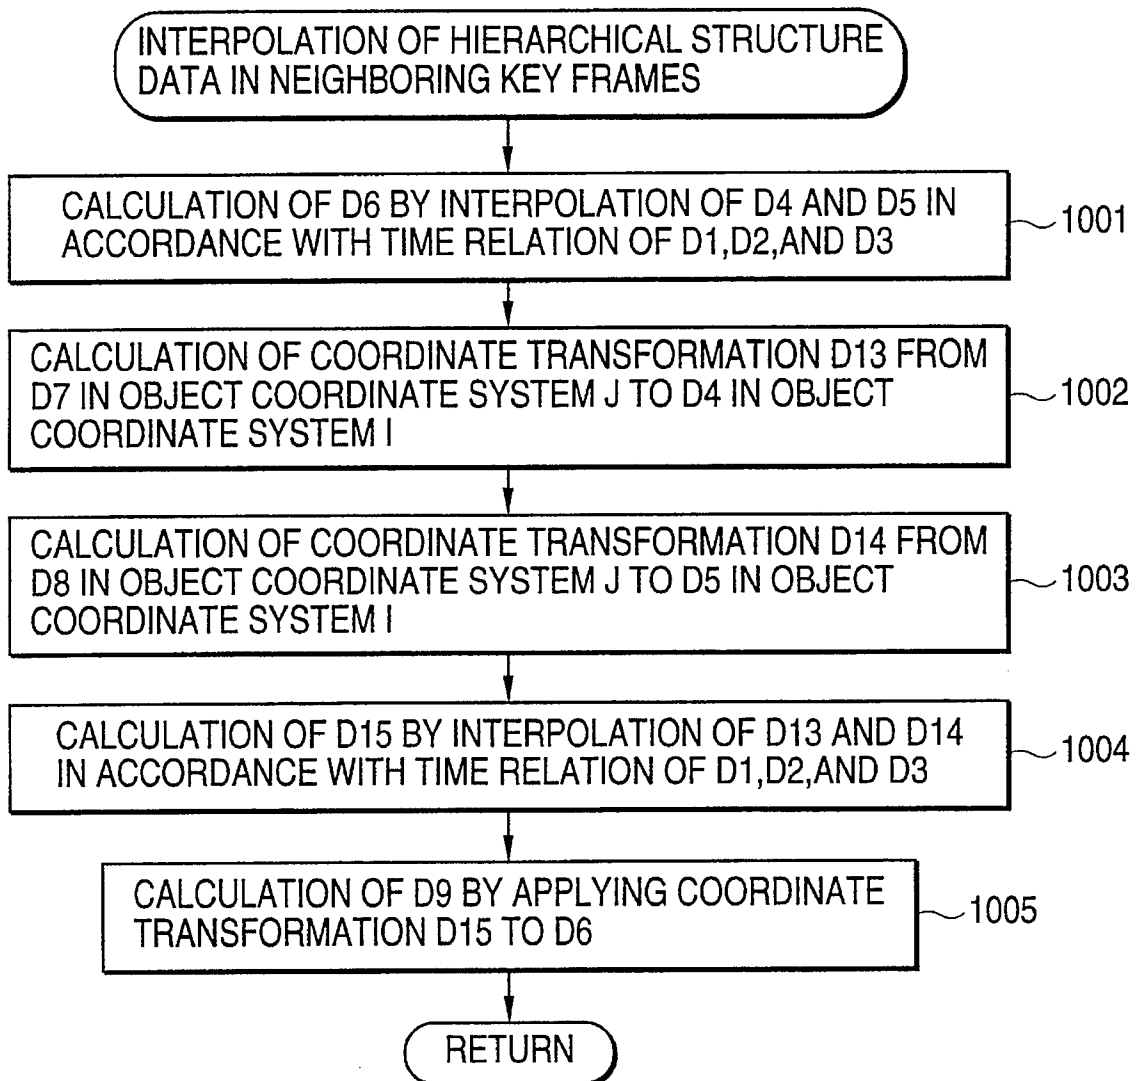 INTERPOLATION OF HIERARCHICAL STRUCTURE
DATA IN NEIGHBORING KEY FRAMES
CALCULATION OF D6 BY INTERPOLATION OF D4 AND D5 IN
ACCORDANCE WITH TIME RELATION OF D1,D2,AND D3
1001
CALCULATION OF COORDINATE TRANSFORMATION D13 FROM
D7 IN OBJECT COORDINATE SYSTEM J TO D4 IN OBJECT
COORDINATE SYSTEM I
1002
CALCULATION OF COORDINATE TRANSFORMATION D14 FROM
D8 IN OBJECT COORDINATE SYSTEM J TO D5 IN OBJECT
COORDINATE SYSTEM I
1003
CALCULATION OF D15 BY INTERPOLATION OF D13 AND D14
IN ACCORDANCE WITH TIME RELATION OF D1,D2,AND D3
1004
CALCULATION OF D9 BY APPLYING COORDINATE
TRANSFORMATION D15 TO D6
1005
RETURN